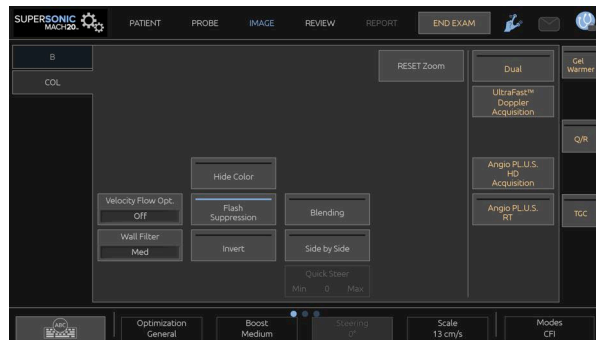 SUPERSONIC
MACH20™
PATIENT
PROBE
IMAGE
REVIEW
REPORT
END EXAM
B
COL
RESET Zoom
Dual
Gel
Warmer
UltraFast™
Doppler
Acquisition
Q/R
Hide Color
Angio PL.U.S.
HD
Acquisition
Velocity Flow Opt.
Off
Flash
Suppression
Blending
Angio PL.U.S.
RT
TGC
Wall Filter
Med
Invert
Side by Side
Quick Steer
Min 0 Max
ABC
Optimization
General
Boost
Medium
Steering
0°
Scale
13 cm/s
Modes
CFI